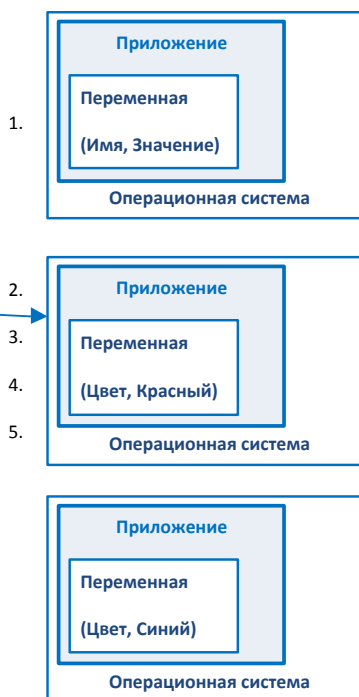 Приложение
Переменная
1.
(Имя, Значение)
Операционная система
2.
Приложение
3.
Переменная
4.
(Цвет, Красный)
5.
Операционная система
Приложение
Переменная
(Цвет, Синий)
Операционная система